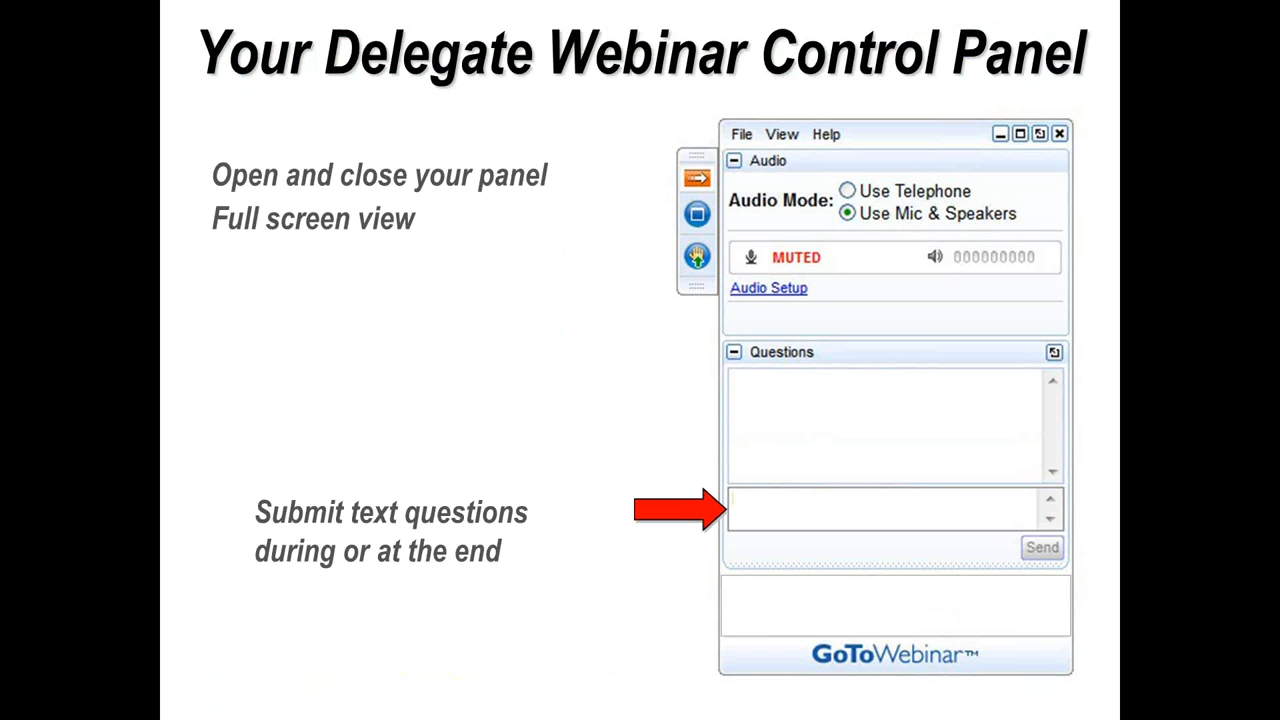 Your Delegate Webinar Control Panel
Open and close your panel
Full screen view
Submit text questions
during or at the end
File View Help
Audio
Audio Mode:
Use Telephone
Use Mic & Speakers
MUTED
000000000
Audio Setup
Questions
Send
GoToWebinar™